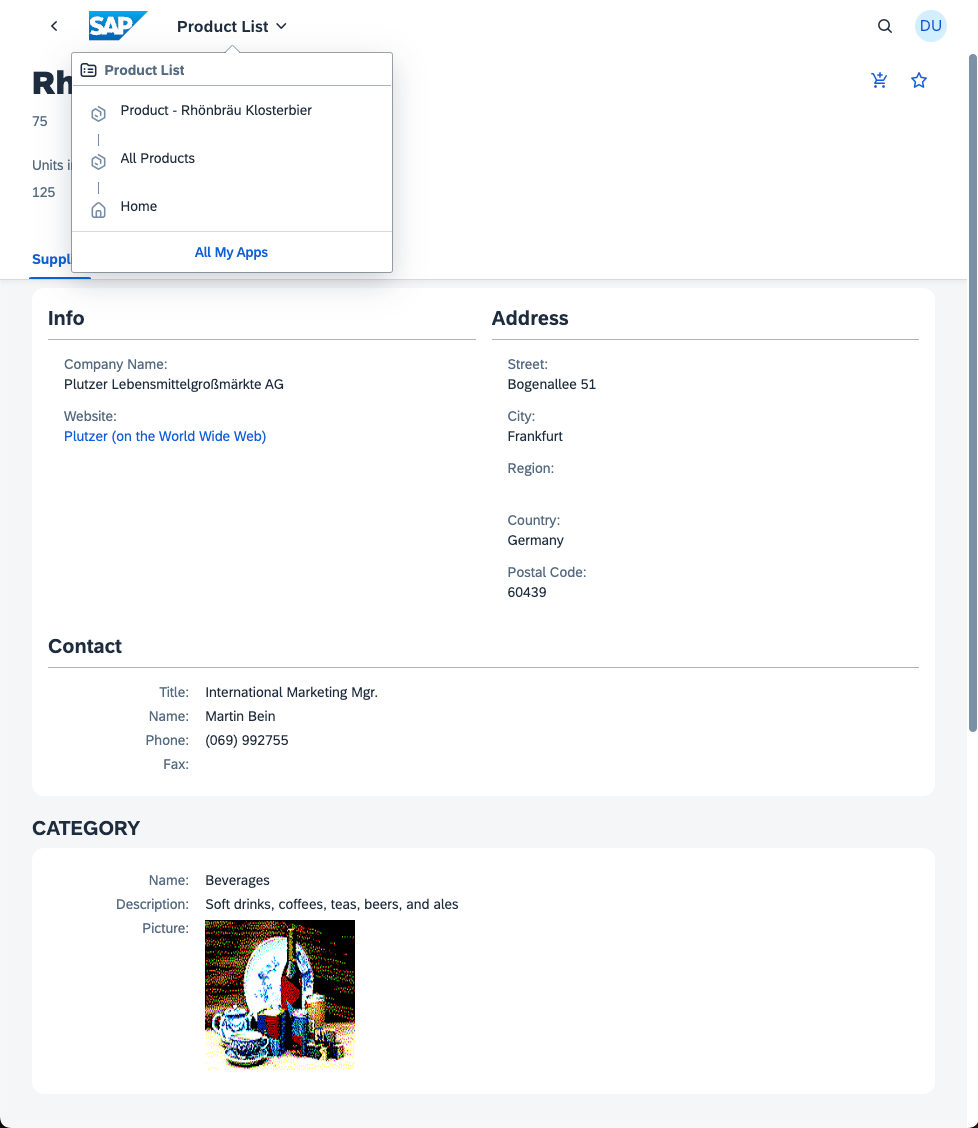 SAP
Product List
DU
Product List
Rh
Product - Rhönbräu Klosterbier
75
All Products
Units i
125
Home
All My Apps
Suppl
Info
Address
Company Name:
Plutzer Lebensmittelgroßmärkte AG
Street:
Bogenallee 51
Website:
Plutzer (on the World Wide Web)
City:
Frankfurt
Region:
Country:
Germany
Postal Code:
60439
Contact
Title: International Marketing Mgr.
Name: Martin Bein
Phone: (069) 992755
Fax:
CATEGORY
Name: Beverages
Description: Soft drinks, coffees, teas, beers, and ales
Picture: